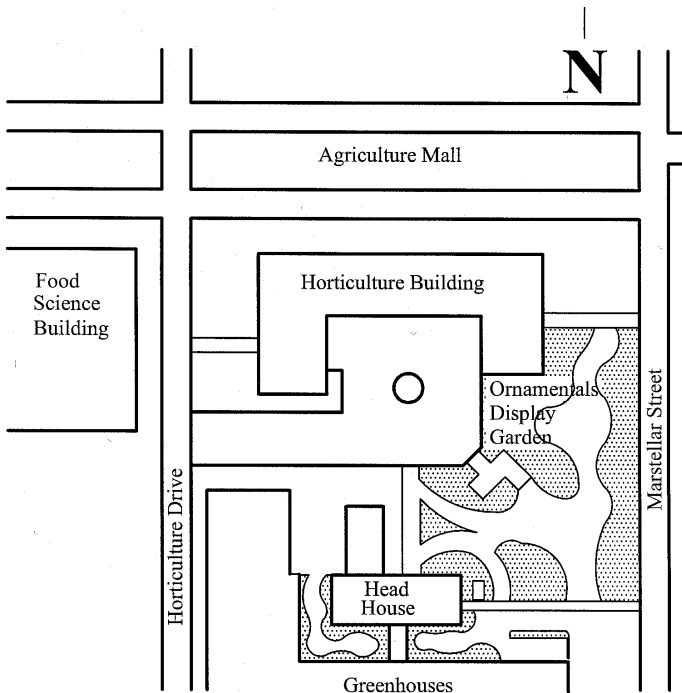 N
Agriculture Mall
Food
Science
Building
Horticulture Building
Ornamentals
Display
Garden
Marstellar Street
Horticulture Drive
Head
House
Greenhouses